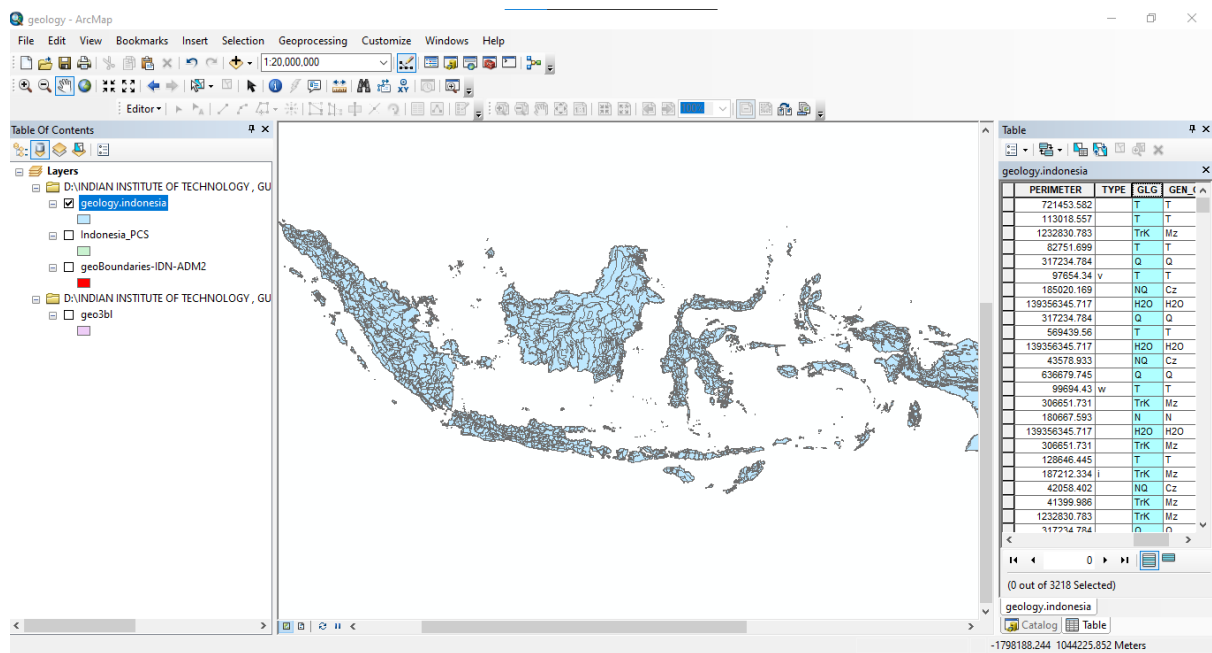 geology - ArcMap
File Edit View Bookmarks Insert Selection Geoprocessing Customize Windows Help
1:20,000,000
Editor
Table Of Contents
Layers
D:\INDIAN INSTITUTE OF TECHNOLOGY , GU
geology.indonesia
Indonesia_PCS
geoBoundaries-IDN-ADM2
D:\INDIAN INSTITUTE OF TECHNOLOGY , GU
geo3bl
Table
geology.indonesia
PERIMETER TYPE GLG GEN_
721453.582 T T
113018.557 T T
1232830.783 TrK Mz
82751.699 T T
317234.784 Q Q
97654.34 v T T
185020.169 NQ Cz
139356345.717 H2O H2O
317234.784 Q Q
569439.56 T T
139356345.717 H2O H2O
43578.933 NQ Cz
636679.745 Q Q
99694.43 w T T
306651.731 TrK Mz
180667.593 N N
139356345.717 H2O H2O
306651.731 TrK Mz
128646.445 T T
187212.334 i TrK Mz
42058.402 NQ Cz
41399.986 TrK Mz
1232830.783 TrK Mz
317234.784 Q Q
0
(0 out of 3218 Selected)
geology.indonesia
Catalog Table
-1798188.244 1044225.852 Meters